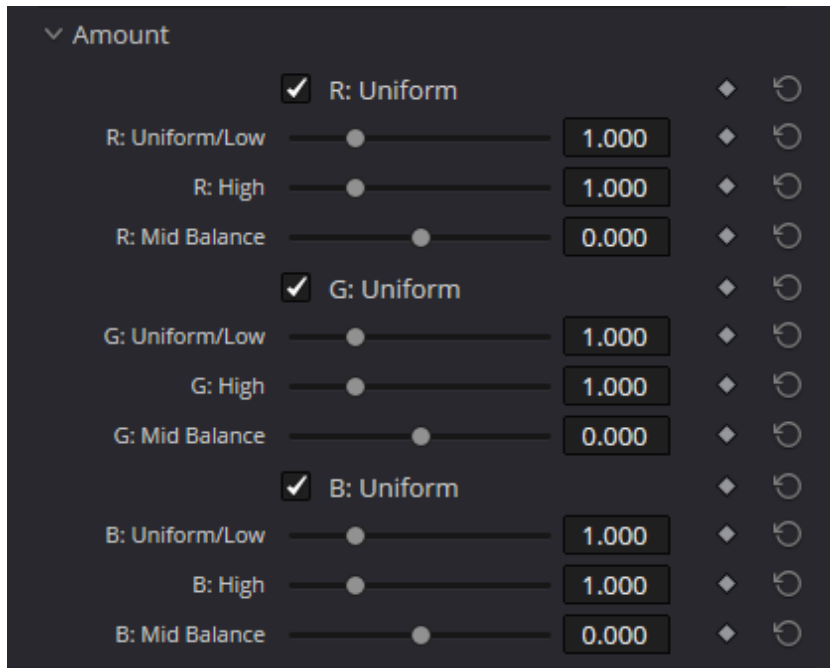 Amount
R: Uniform
R: Uniform/Low 1.000
R: High 1.000
R: Mid Balance 0.000
G: Uniform
G: Uniform/Low 1.000
G: High 1.000
G: Mid Balance 0.000
B: Uniform
B: Uniform/Low 1.000
B: High 1.000
B: Mid Balance 0.000